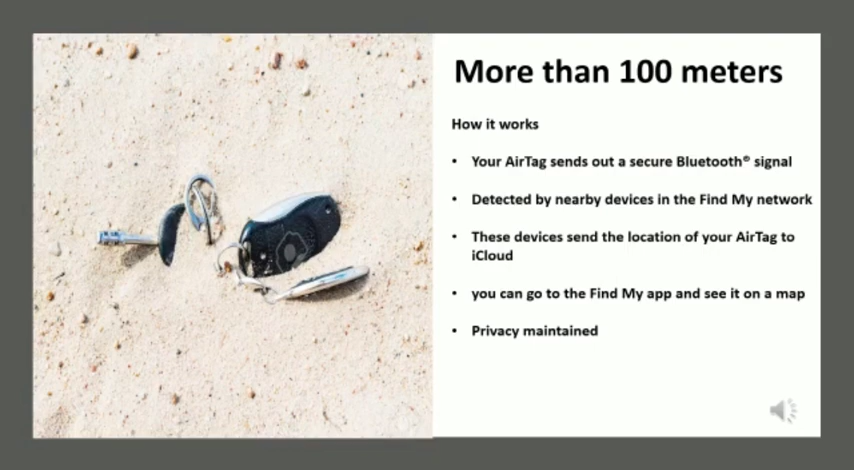 More than 100 meters
How it works
• Your AirTag sends out a secure Bluetooth® signal
• Detected by nearby devices in the Find My network
• These devices send the location of your AirTag to
iCloud
• you can go to the Find My app and see it on a map
• Privacy maintained